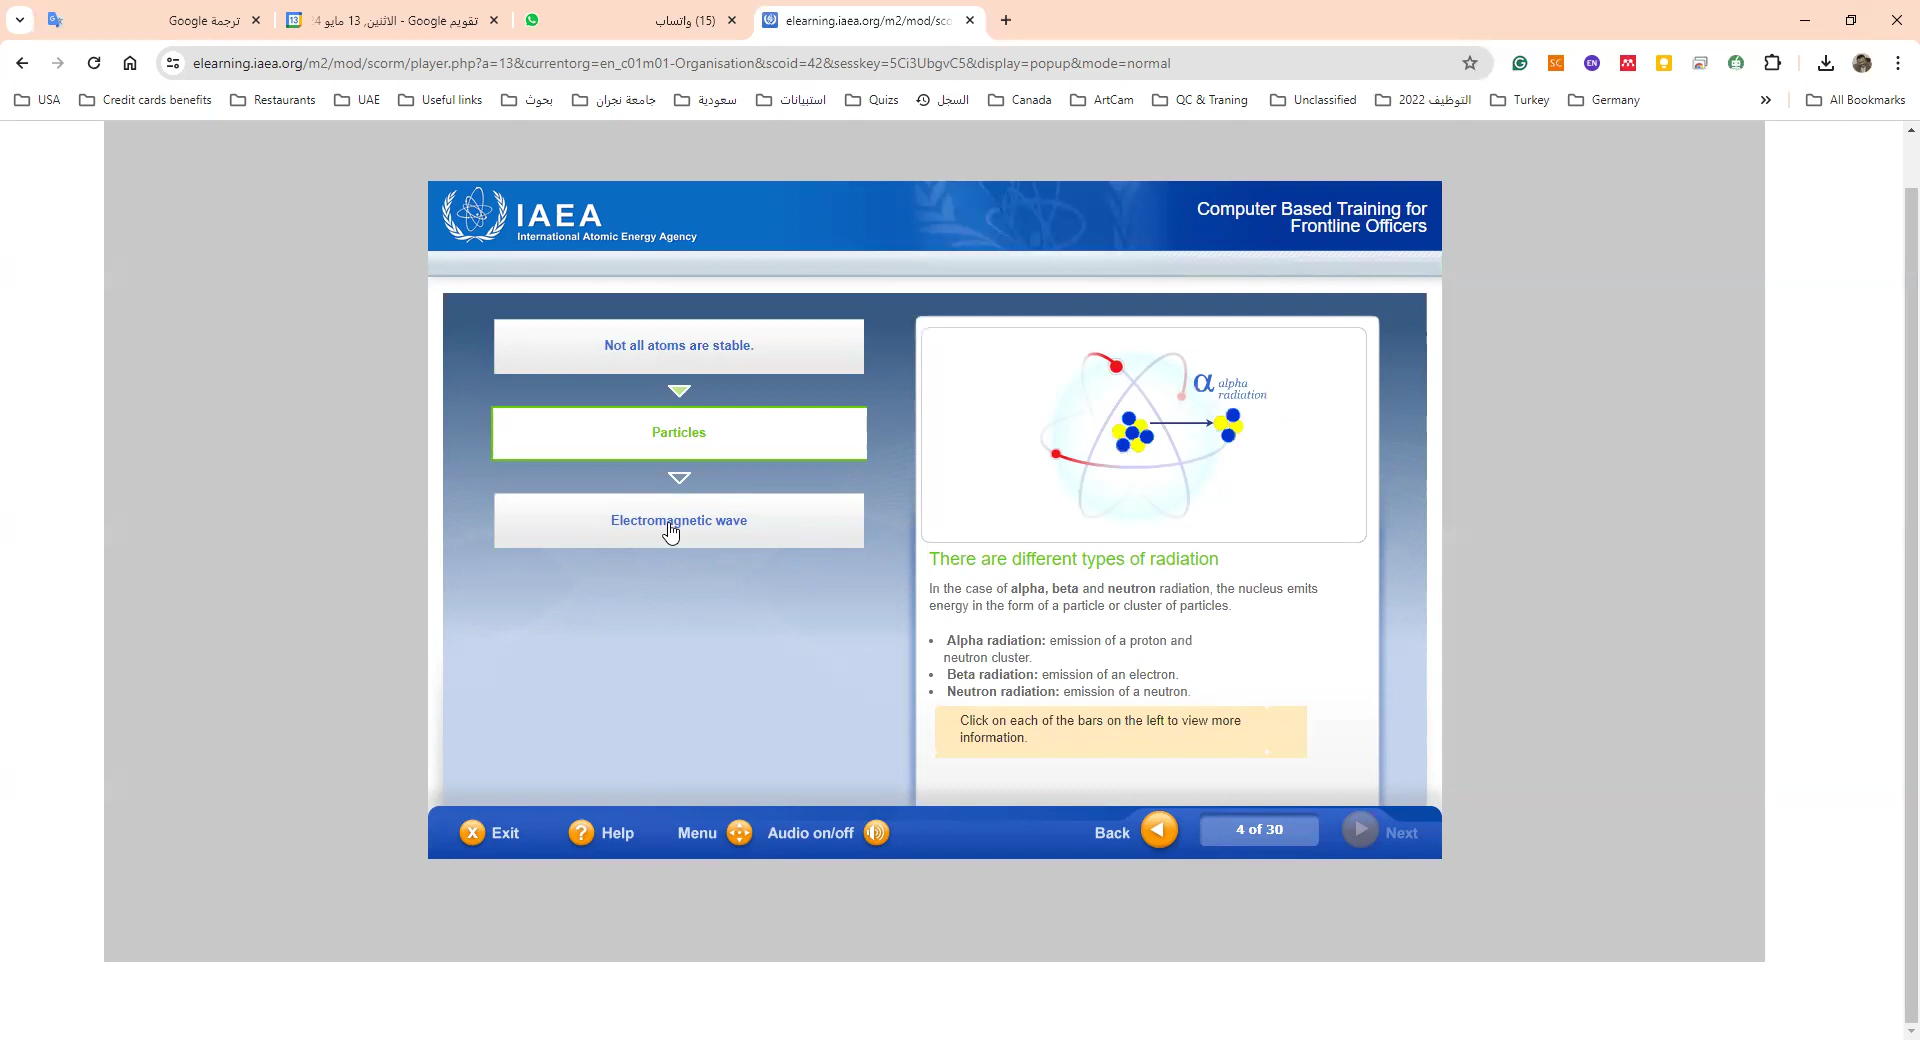 ترجمة Google
تقويم Google - الاثنين, 13 مايو 24
(15) واتساب
elearning.iaea.org/m2/mod/sco
elearning.iaea.org/m2/mod/scorm/player.php?a=13&currentorg=en_c01m01-Organisation&scoid=42&sesskey=5Ci3UbgvC5&display=popup&mode=normal
USA
Credit cards benefits
Restaurants
UAE
Useful links
بحوث
جامعة نجران
سعودية
استبيانات
Quizs
السجل
Canada
ArtCam
QC & Traning
Unclassified
التوظيف 2022
Turkey
Germany
»
All Bookmarks
IAEA
International Atomic Energy Agency
Computer Based Training for
Frontline Officers
Not all atoms are stable.
Particles
Electromagnetic wave
α alpha
radiation
There are different types of radiation
In the case of alpha, beta and neutron radiation, the nucleus emits
energy in the form of a particle or cluster of particles.
• Alpha radiation: emission of a proton and
neutron cluster.
• Beta radiation: emission of an electron.
• Neutron radiation: emission of a neutron.
Click on each of the bars on the left to view more
information.
X Exit
? Help
Menu
Audio on/off
Back
4 of 30
Next